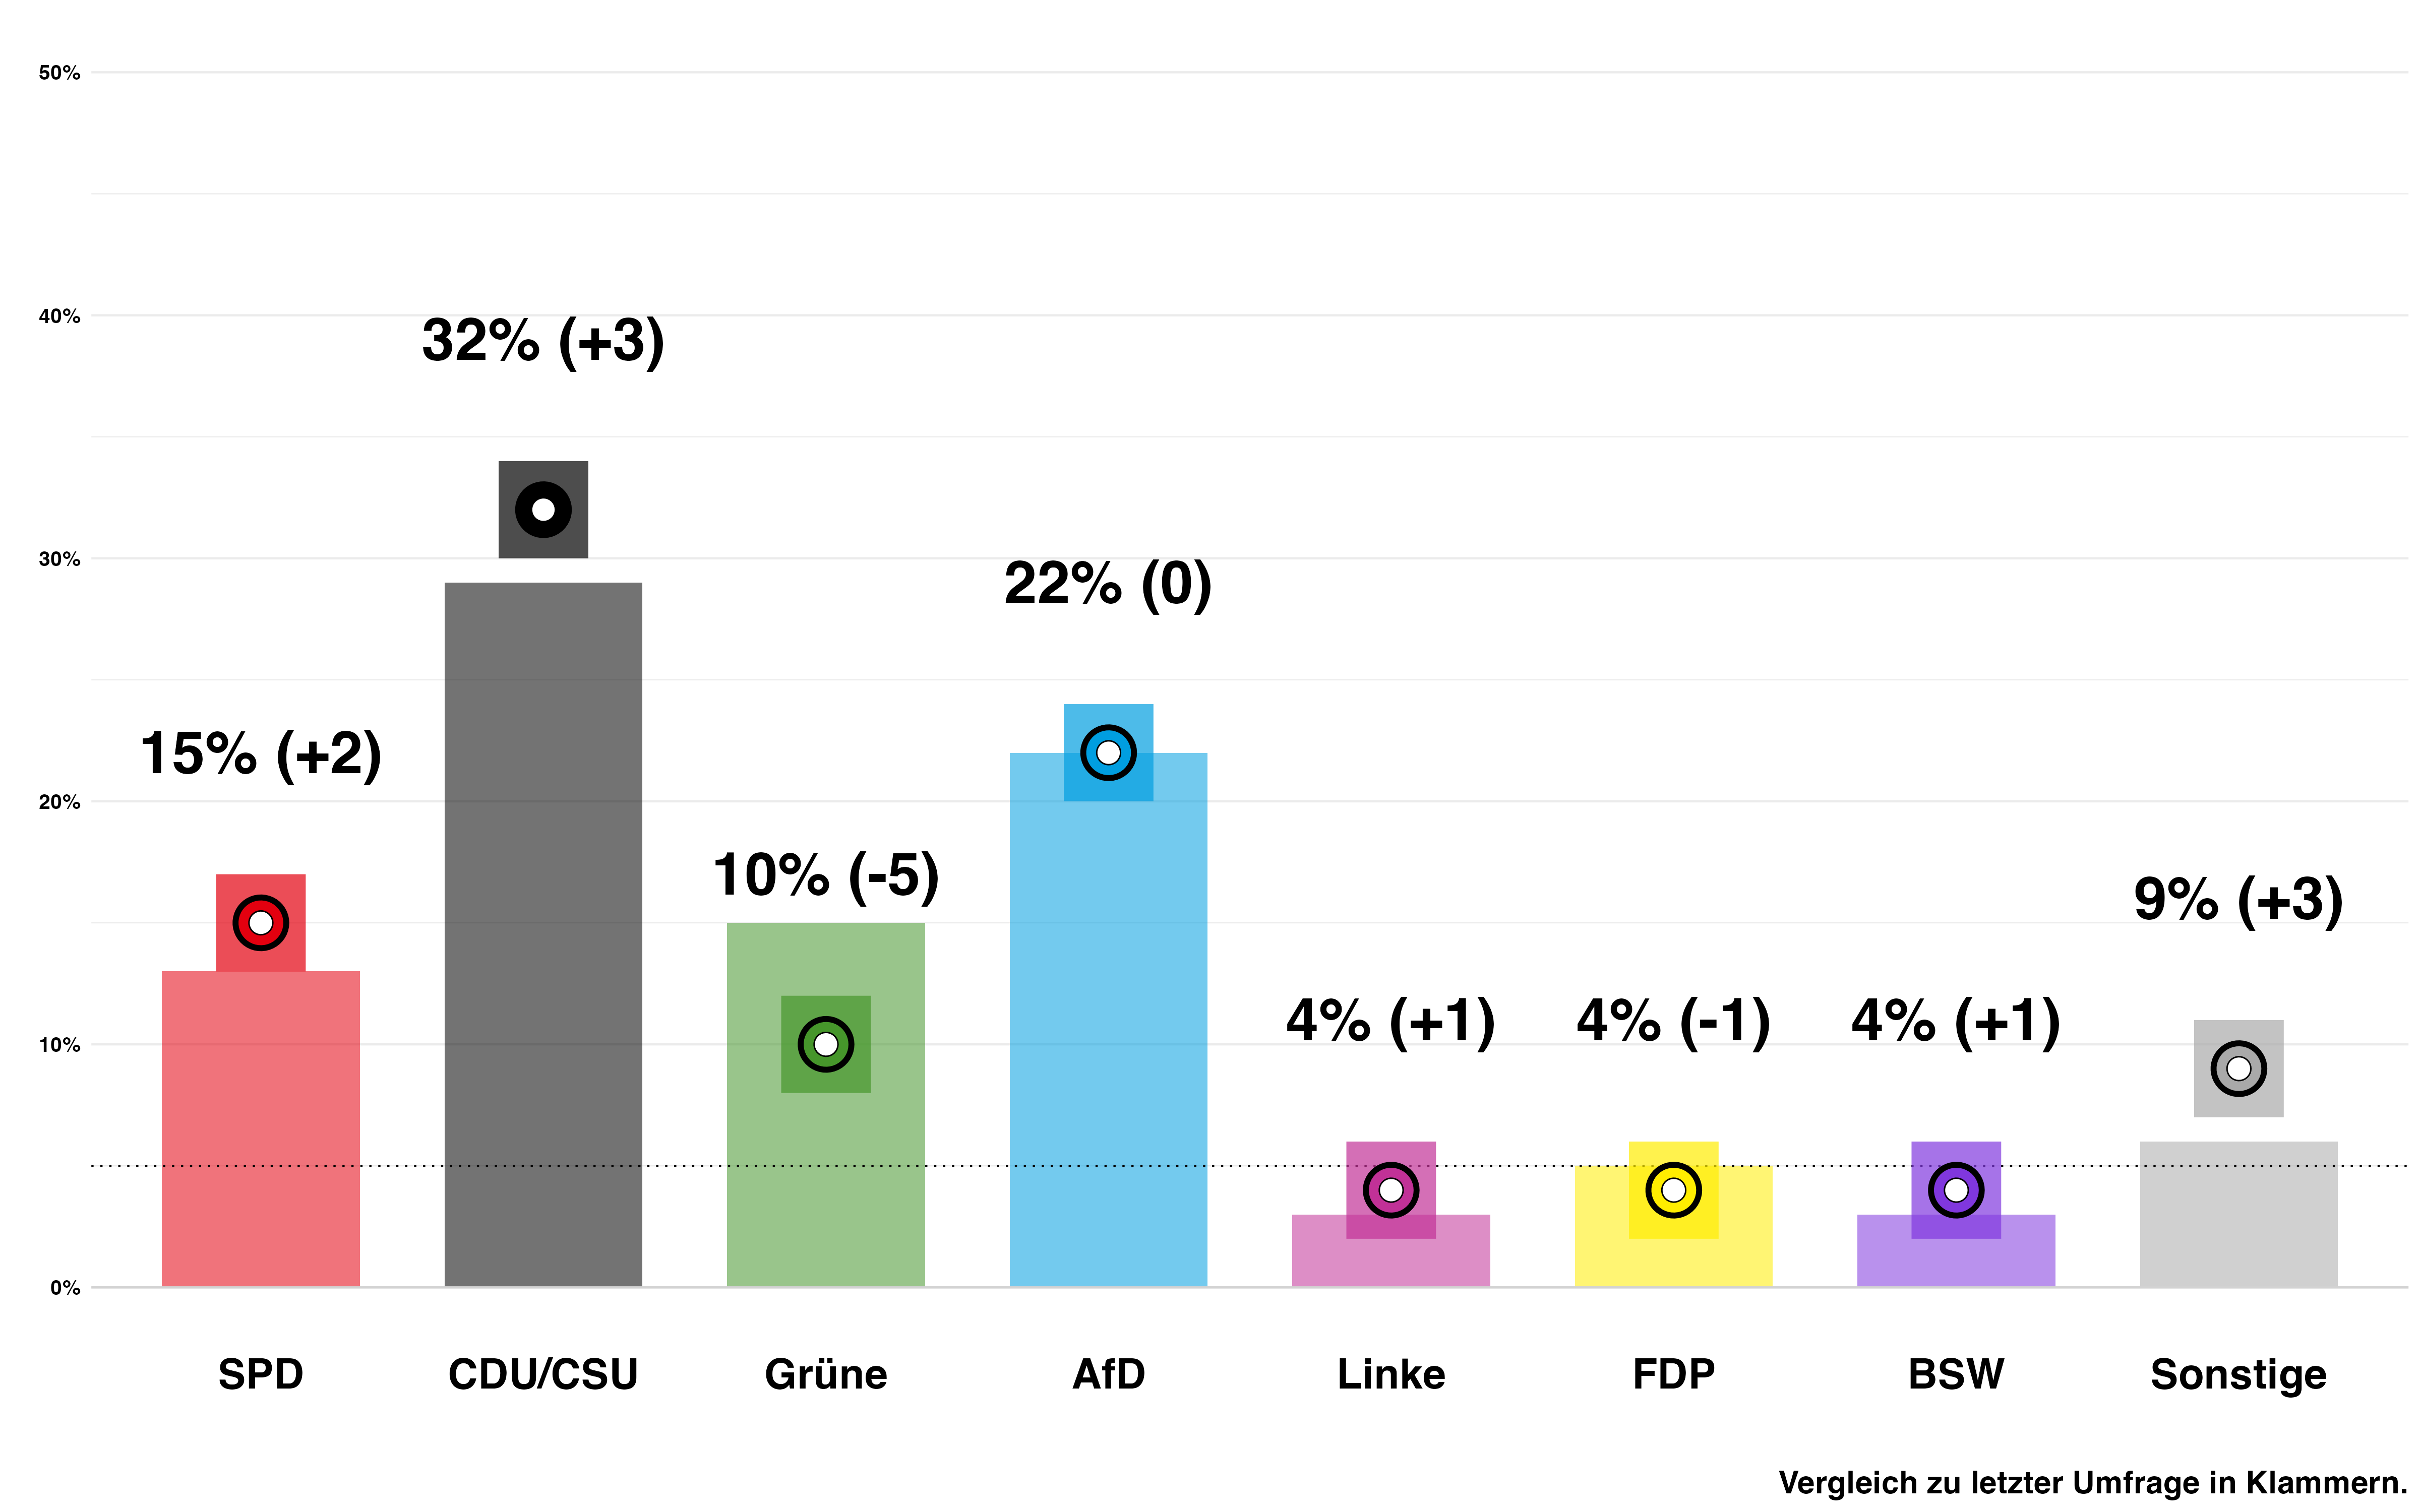 50%
40%
30%
20%
10%
0%
32% (+3)
22% (0)
15% (+2)
10% (-5)
9% (+3)
4% (+1)
4% (-1)
4% (+1)
SPD
CDU/CSU
Grüne
AfD
Linke
FDP
BSW
Sonstige
Vergleich zu letzter Umfrage in Klammern.